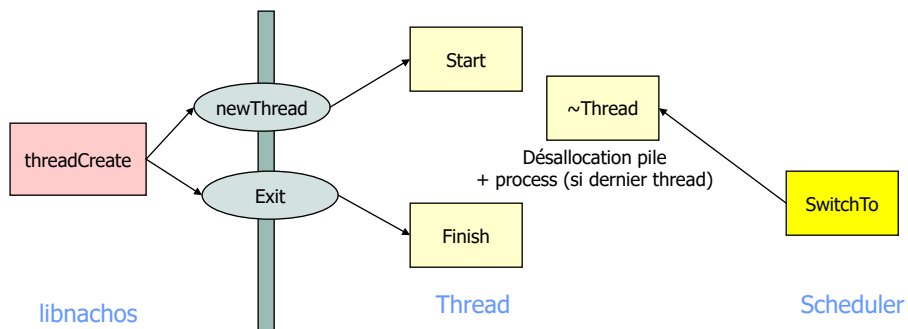 Start
newThread
~Thread
threadCreate
Désallocation pile
+ process (si dernier thread)
Exit
SwitchTo
Finish
libnachos
Thread
Scheduler